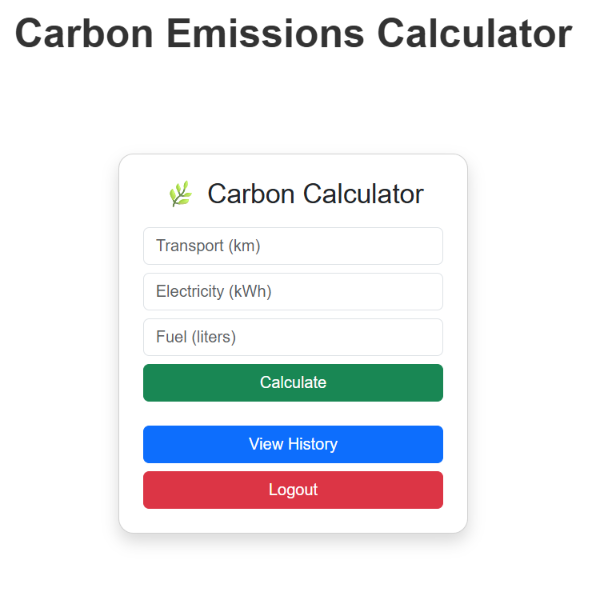 Carbon Emissions Calculator
Carbon Calculator
Transport (km)
Electricity (kWh)
Fuel (liters)
Calculate
View History
Logout